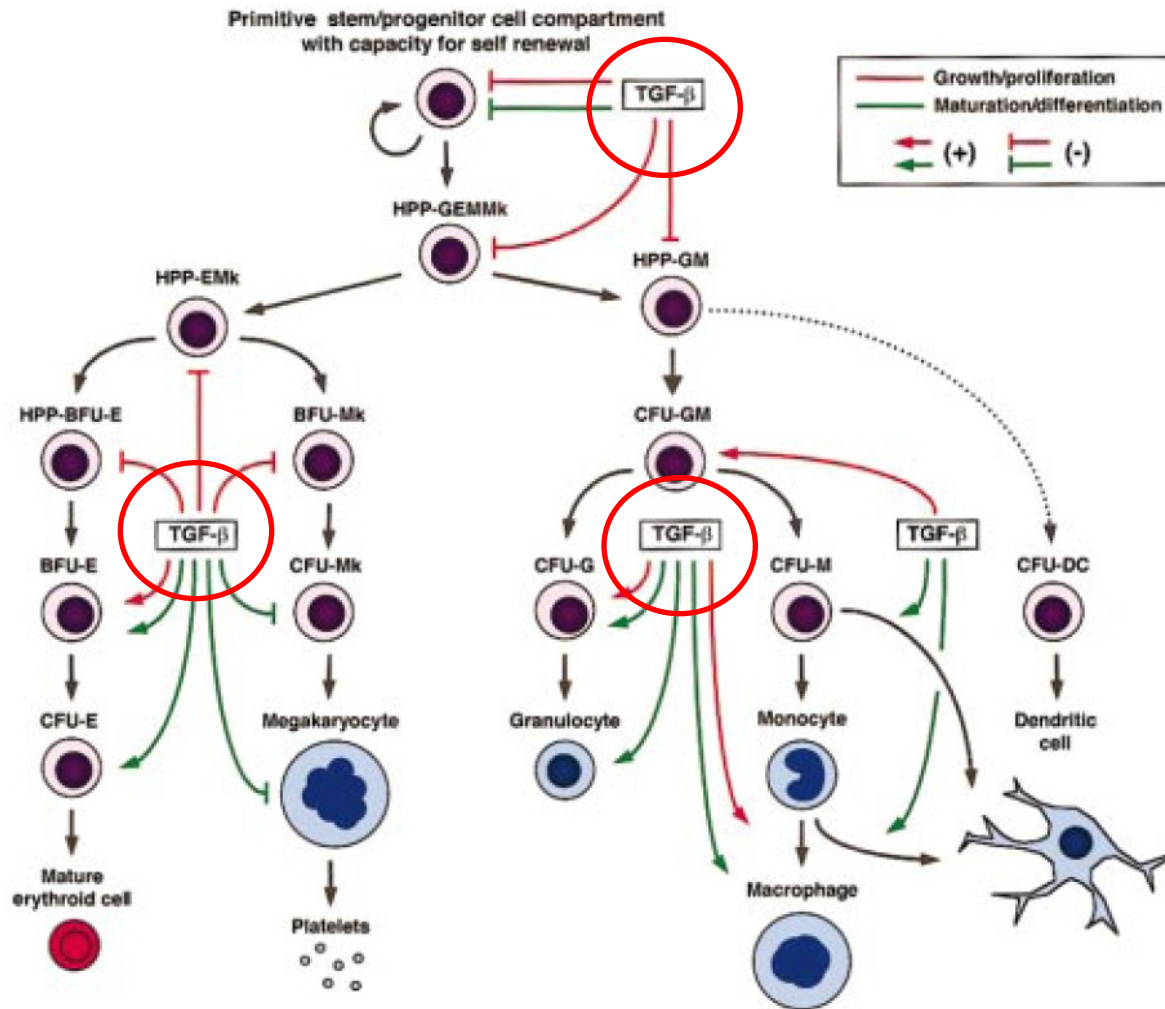 Primitive stem/progenitor cell compartment
with capacity for self renewal
TGF-β
Growth/proliferation
Maturation/differentiation
(+)
(-)
HPP-GEMMk
HPP-GM
HPP-EMk
HPP-BFU-E
BFU-Mk
CFU-GM
TGF-β
TGF-β
TGF-β
BFU-E
CFU-Mk
CFU-G
CFU-M
CFU-DC
CFU-E
Megakaryocyte
Granulocyte
Monocyte
Dendritic
cell
Mature
erythroid cell
Platelets
Macrophage